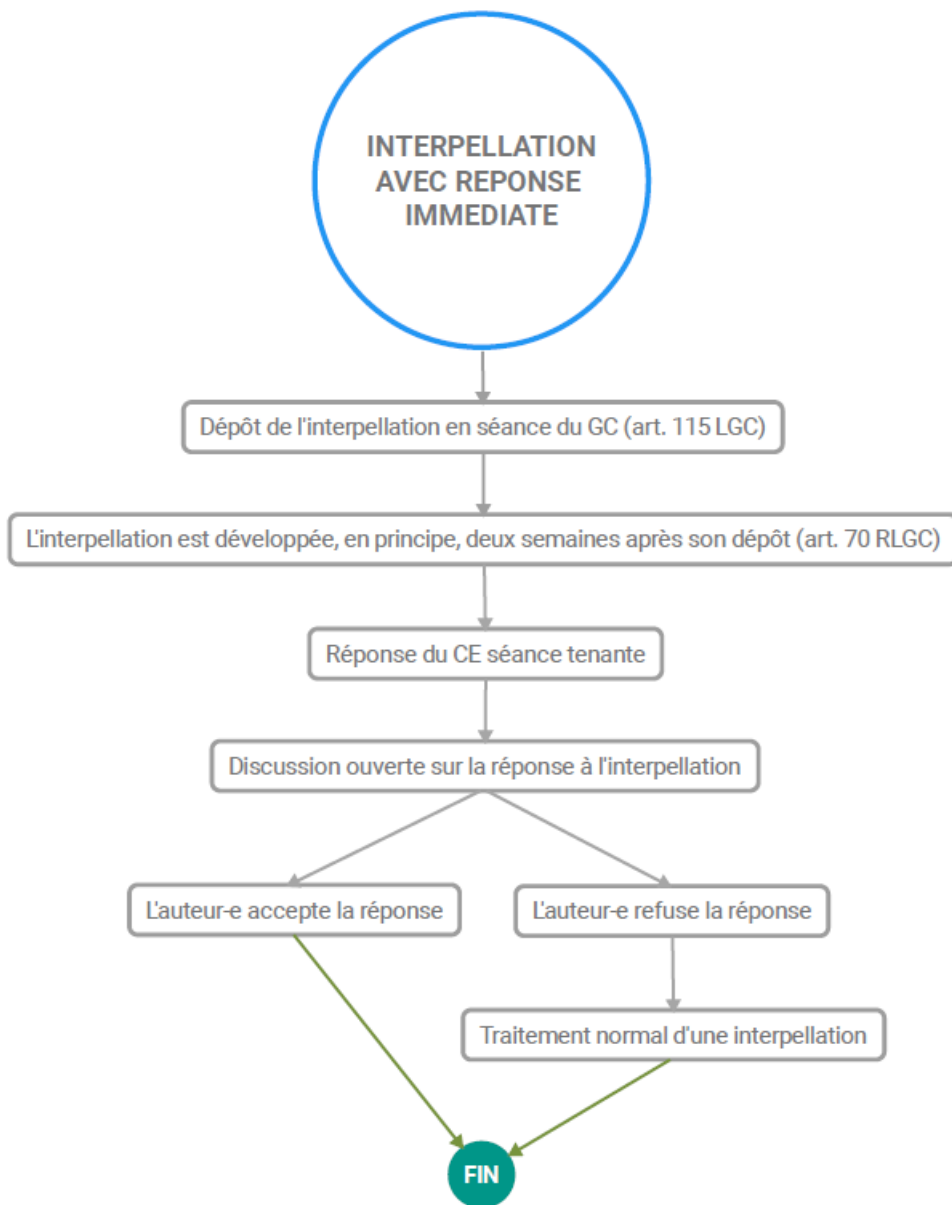 INTERPELLATION
AVEC REPONSE
IMMEDIATE
Dépôt de l'interpellation en séance du GC (art. 115 LGC)
L'interpellation est développée, en principe, deux semaines après son dépôt (art. 70 RLGC)
Réponse du CE séance tenante
Discussion ouverte sur la réponse à l'interpellation
L'auteur-e accepte la réponse
L'auteur-e refuse la réponse
Traitement normal d'une interpellation
FIN